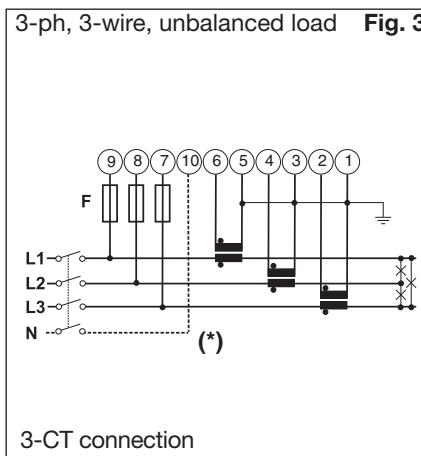 3-ph, 3-wire, unbalanced load Fig. 3
9 8 7 10 6 5 4 3 2 1
F
L1
L2
L3
N
(*)
3-CT connection